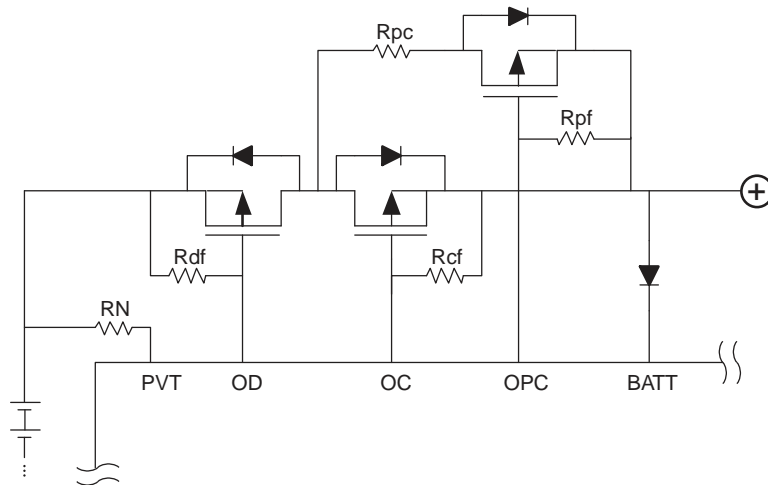 Rpc
Rpf
+
Rdf
Rcf
RN
PVT OD OC OPC BATT
...